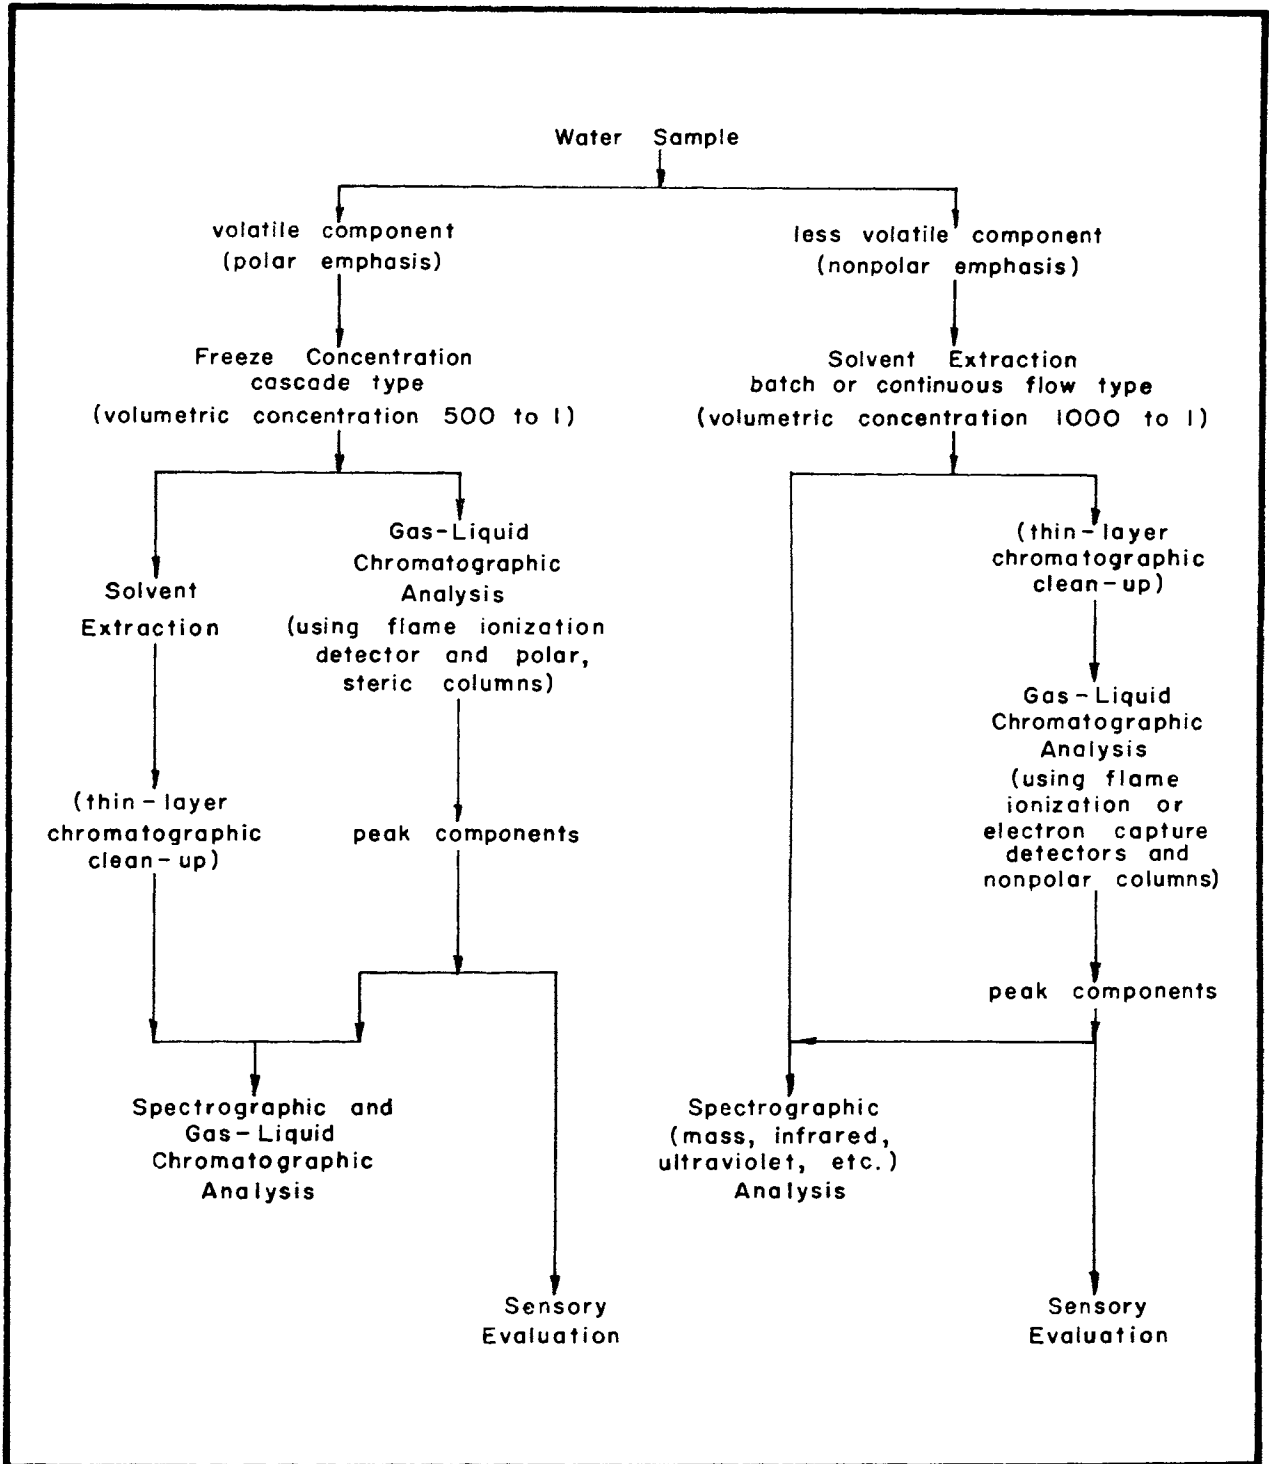 Water Sample
volatile component
(polar emphasis)
less volatile component
(nonpolar emphasis)
Freeze Concentration
cascade type
(volumetric concentration 500 to 1)
Solvent Extraction
batch or continuous flow type
(volumetric concentration 1000 to 1)
Solvent
Extraction
Gas-Liquid
Chromatographic
Analysis
(using flame ionization
detector and polar,
steric columns)
(thin-layer
chromatographic
clean-up)
Gas-Liquid
Chromatographic
Analysis
(using flame
ionization or
electron capture
detectors and
nonpolar columns)
(thin-layer
chromatographic
clean-up)
peak components
peak components
Spectrographic and
Gas-Liquid
Chromatographic
Analysis
Spectrographic
(mass, infrared,
ultraviolet, etc.)
Analysis
Sensory
Evaluation
Sensory
Evaluation